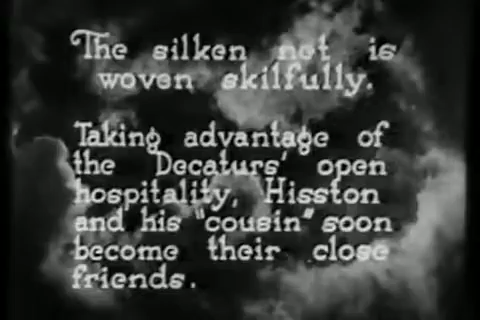 The silken net is
woven skilfully.
Taking advantage of
the Decaturs' open
hospitality, Hisston
and his "cousin" soon
become their close
friends.